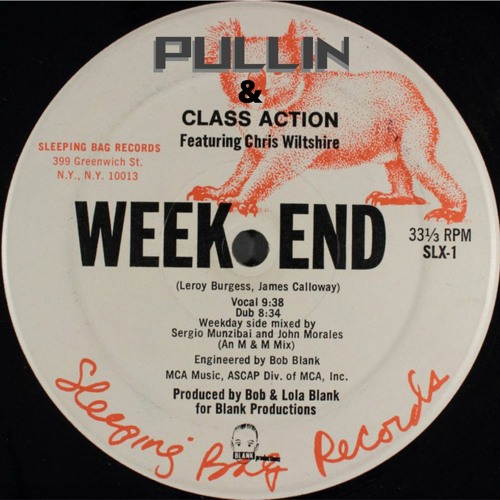 PULLIN
&
CLASS ACTION
Featuring Chris Wiltshire
SLEEPING BAG RECORDS
399 Greenwich St.
N.Y., N.Y. 10013
WEEK END
33⅓ RPM
SLX-1
(Leroy Burgess, James Calloway)
Vocal 9:38
Dub 8:34
Weekday side mixed by
Sergio Munzibai and John Morales
(An M & M Mix)
Engineered by Bob Blank
MCA Music, ASCAP Div. of MCA, Inc.
Produced by Bob & Lola Blank
for Blank Productions
BLANK
productions
Sleeping Bag Records